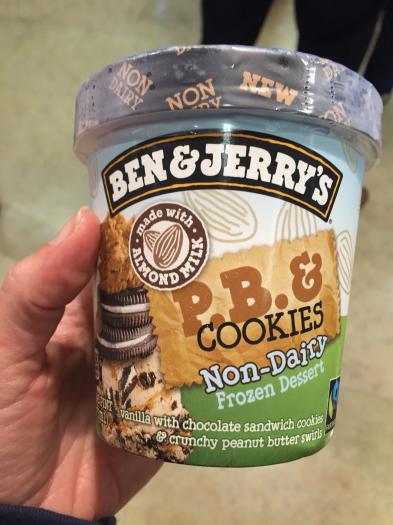 NON
DAIRY
NON
DAIRY
NEW
BEN & JERRY'S
made with
ALMOND MILK
P.B. &
COOKIES
Non-Dairy
Frozen Dessert
vanilla with chocolate sandwich cookies
& crunchy peanut butter swirls